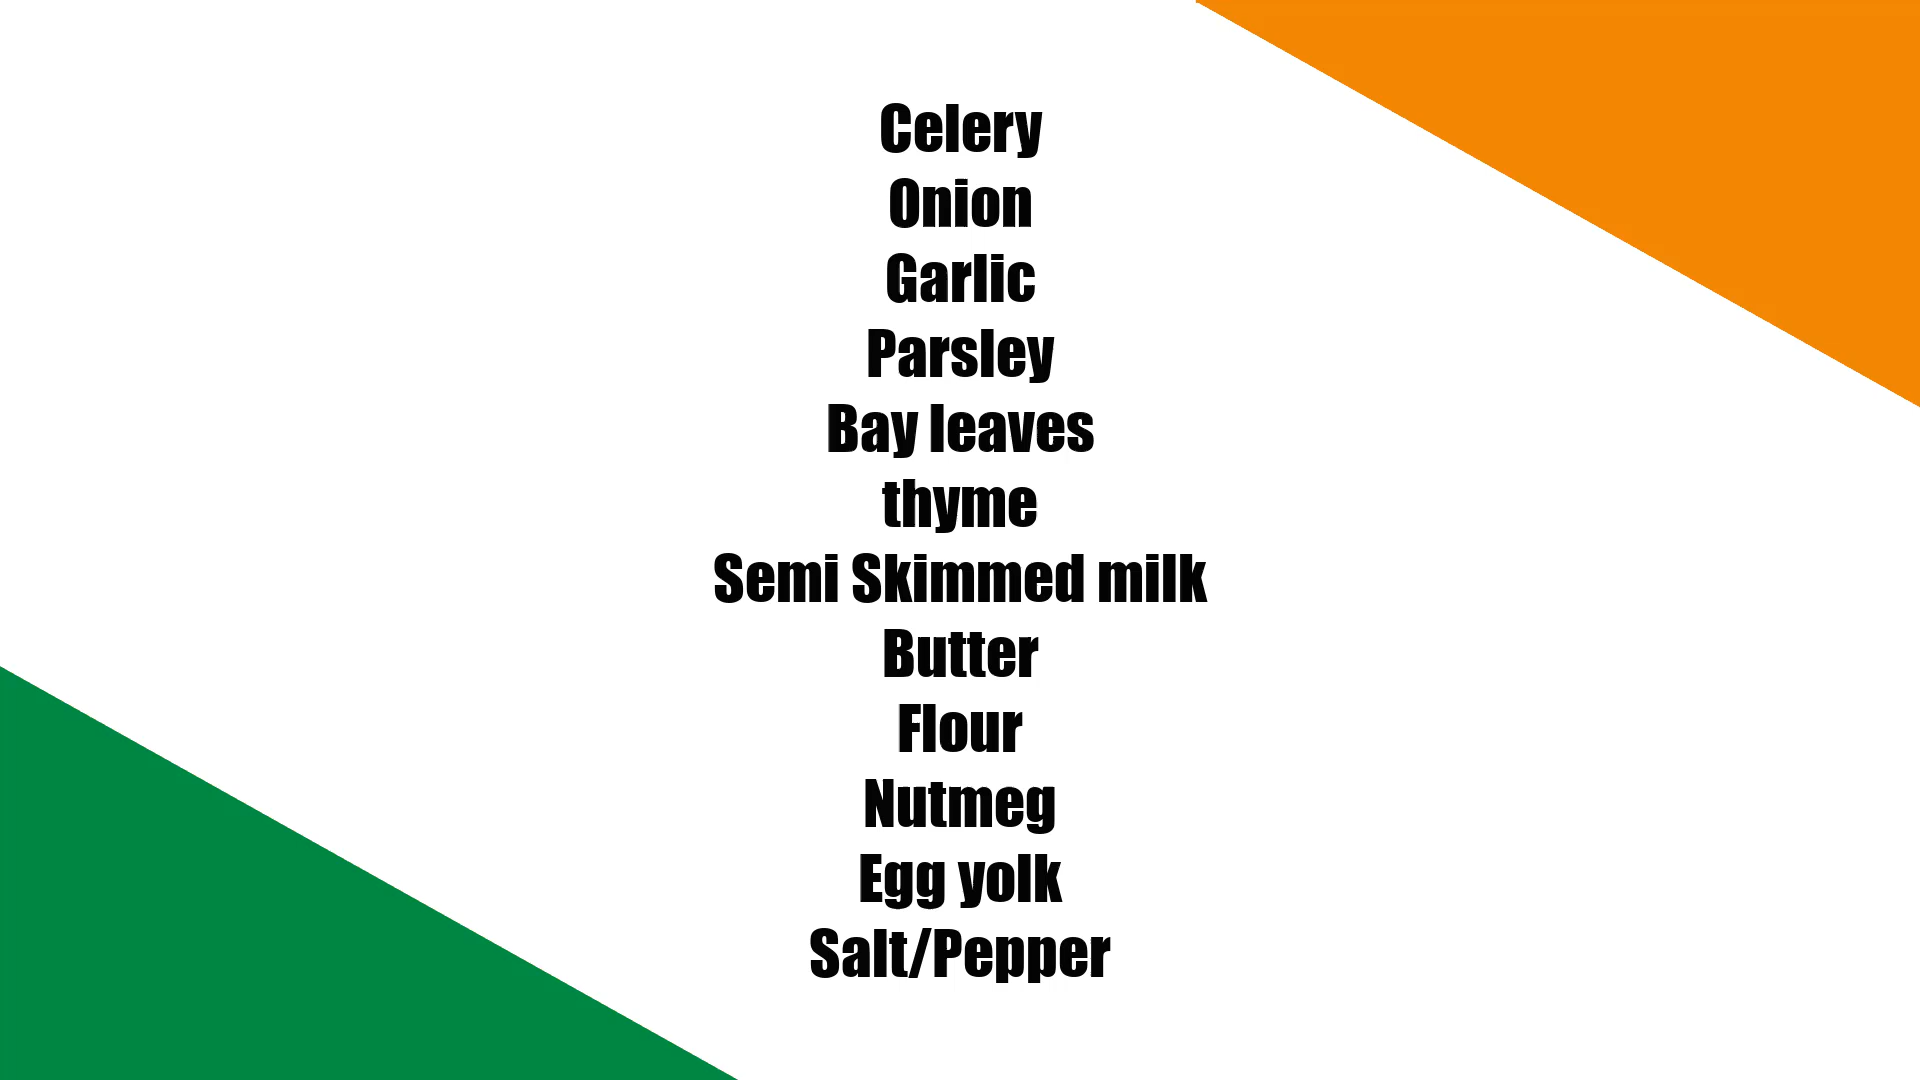 Celery
Onion
Garlic
Parsley
Bay leaves
thyme
Semi Skimmed milk
Butter
Flour
Nutmeg
Egg yolk
Salt/Pepper